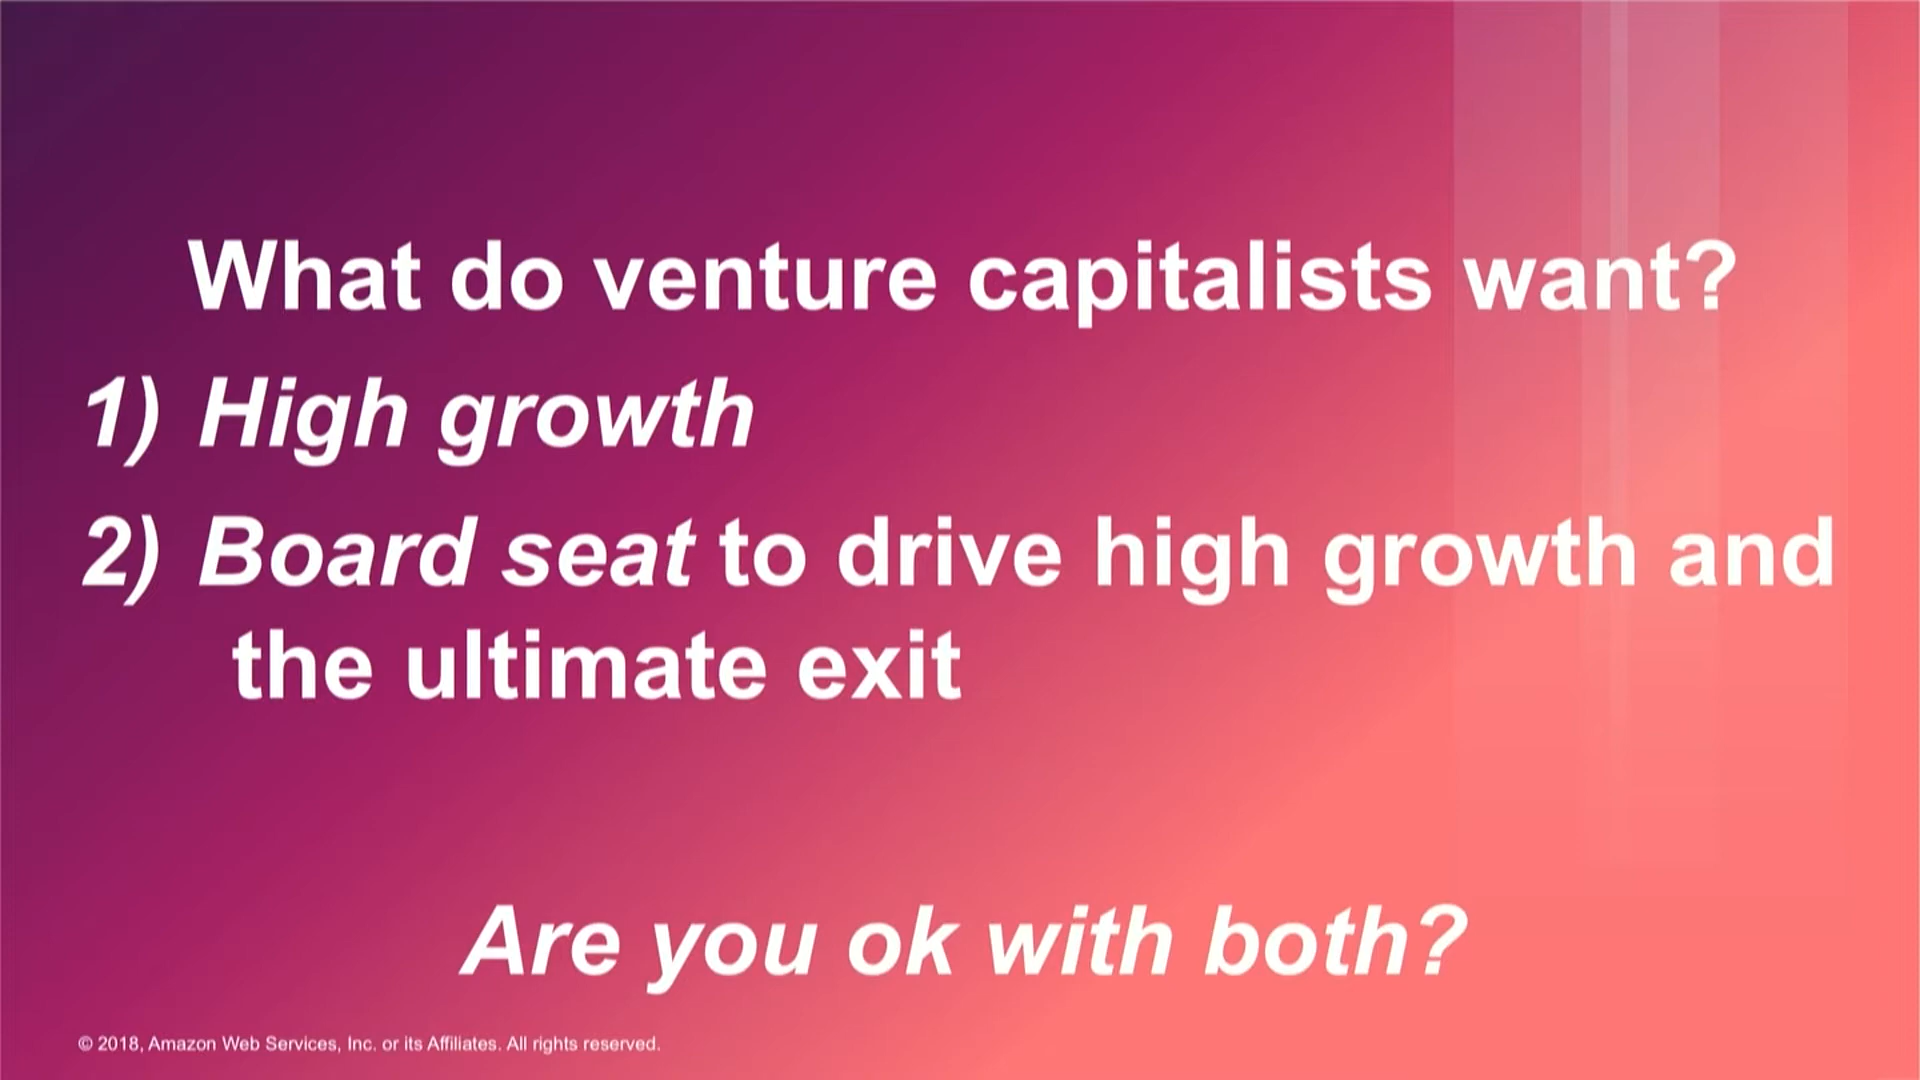 What do venture capitalists want?
1) High growth
2) Board seat to drive high growth and
the ultimate exit
Are you ok with both?
© 2018, Amazon Web Services, Inc. or its Affiliates. All rights reserved.